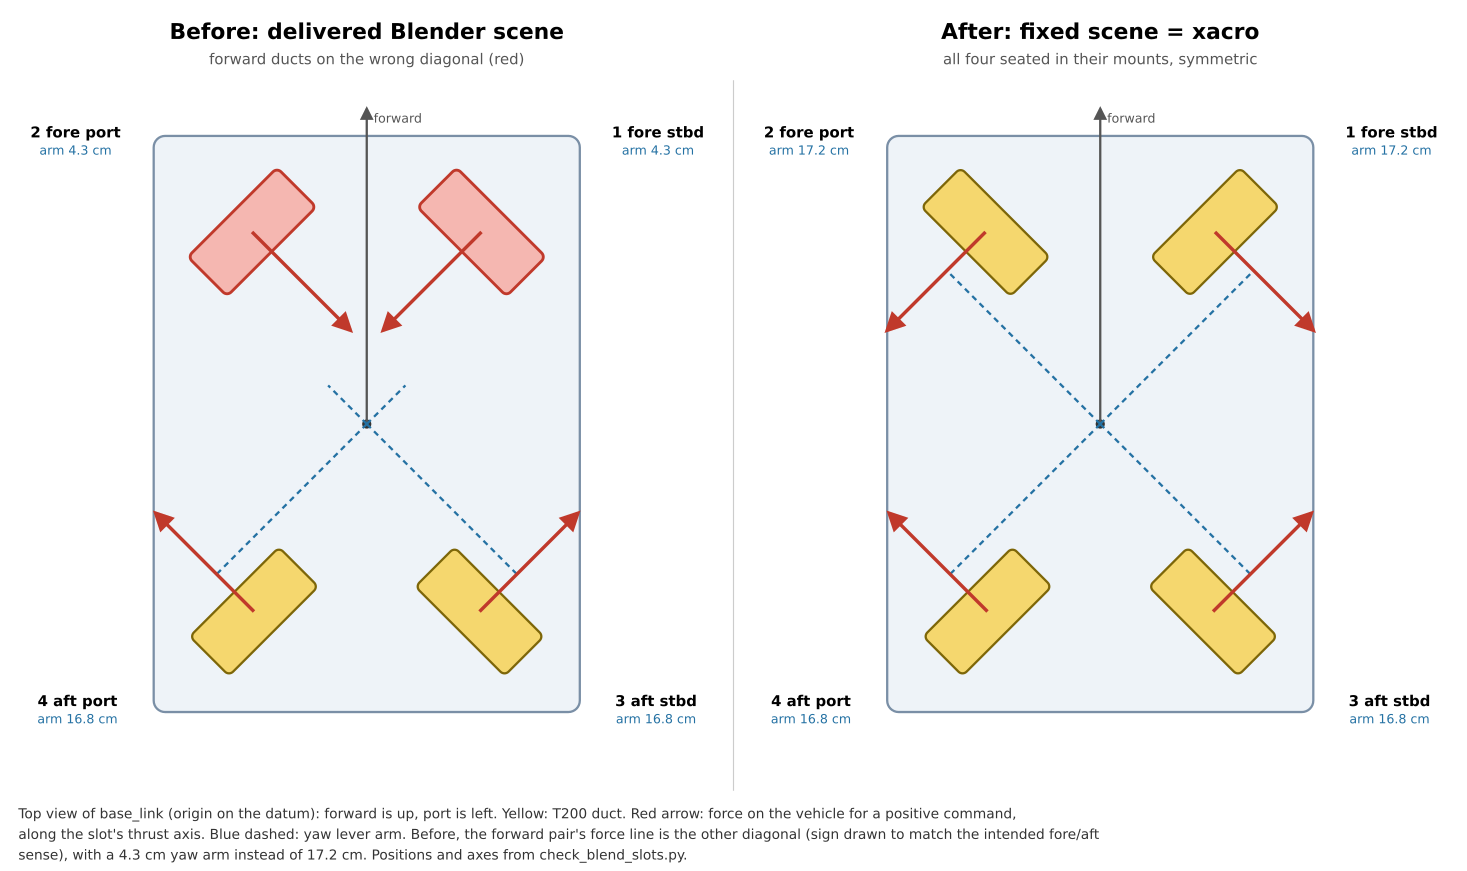 Before: delivered Blender scene
forward ducts on the wrong diagonal (red)
forward
2 fore port
arm 4.3 cm
1 fore stbd
arm 4.3 cm
4 aft port
arm 16.8 cm
3 aft stbd
arm 16.8 cm
After: fixed scene = xacro
all four seated in their mounts, symmetric
forward
2 fore port
arm 17.2 cm
1 fore stbd
arm 17.2 cm
4 aft port
arm 16.8 cm
3 aft stbd
arm 16.8 cm
Top view of base_link (origin on the datum): forward is up, port is left. Yellow: T200 duct. Red arrow: force on the vehicle for a positive command,
along the slot's thrust axis. Blue dashed: yaw lever arm. Before, the forward pair's force line is the other diagonal (sign drawn to match the intended fore/aft
sense), with a 4.3 cm yaw arm instead of 17.2 cm. Positions and axes from check_blend_slots.py.